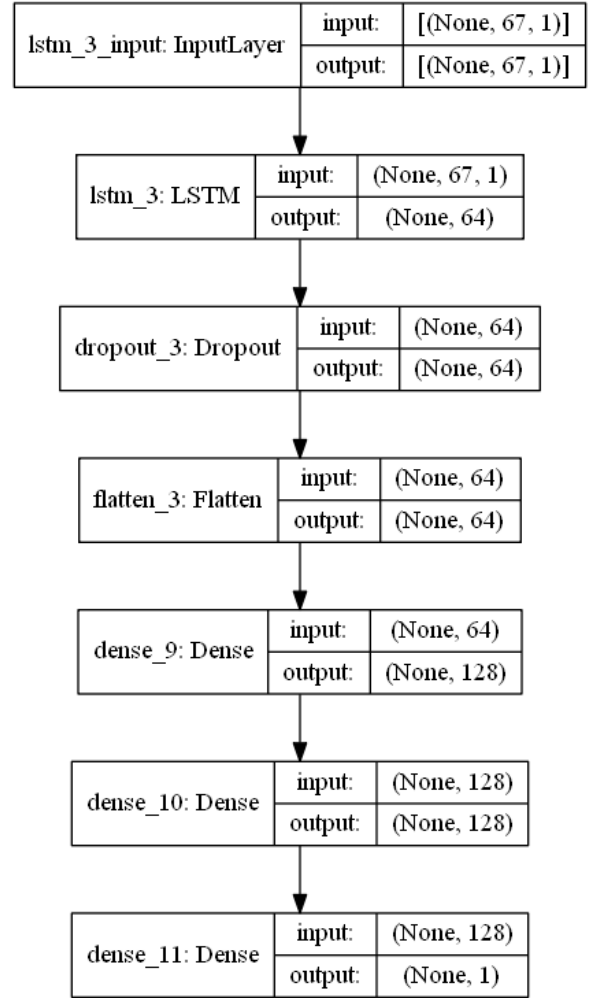 lstm_3_input: InputLayer
input: [(None, 67, 1)]
output: [(None, 67, 1)]
lstm_3: LSTM
input: (None, 67, 1)
output: (None, 64)
dropout_3: Dropout
input: (None, 64)
output: (None, 64)
flatten_3: Flatten
input: (None, 64)
output: (None, 64)
dense_9: Dense
input: (None, 64)
output: (None, 128)
dense_10: Dense
input: (None, 128)
output: (None, 128)
dense_11: Dense
input: (None, 128)
output: (None, 1)